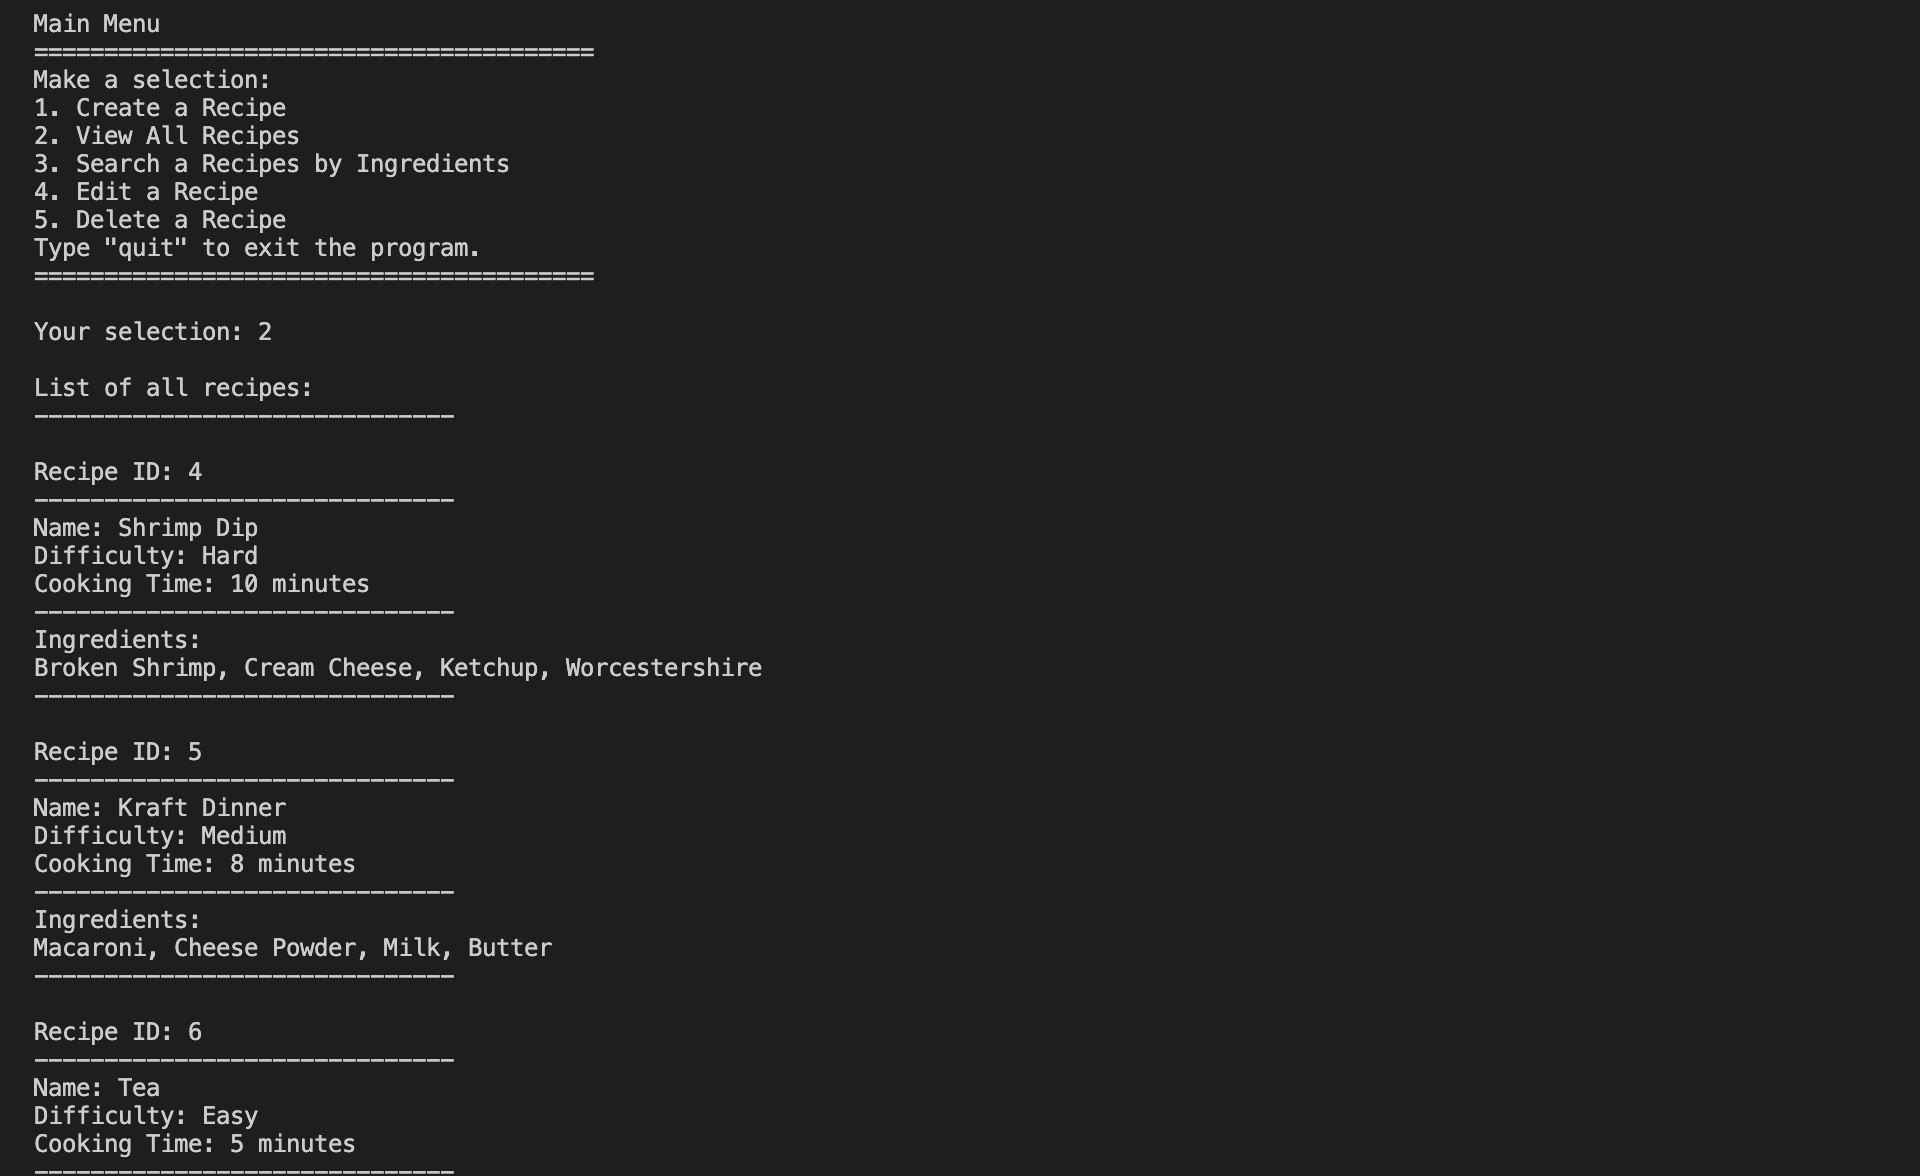 Main Menu
========================================
Make a selection:
1. Create a Recipe
2. View All Recipes
3. Search a Recipes by Ingredients
4. Edit a Recipe
5. Delete a Recipe
Type "quit" to exit the program.
========================================
Your selection: 2
List of all recipes:
------------------------------
Recipe ID: 4
------------------------------
Name: Shrimp Dip
Difficulty: Hard
Cooking Time: 10 minutes
------------------------------
Ingredients:
Broken Shrimp, Cream Cheese, Ketchup, Worcestershire
------------------------------
Recipe ID: 5
------------------------------
Name: Kraft Dinner
Difficulty: Medium
Cooking Time: 8 minutes
------------------------------
Ingredients:
Macaroni, Cheese Powder, Milk, Butter
------------------------------
Recipe ID: 6
------------------------------
Name: Tea
Difficulty: Easy
Cooking Time: 5 minutes
------------------------------